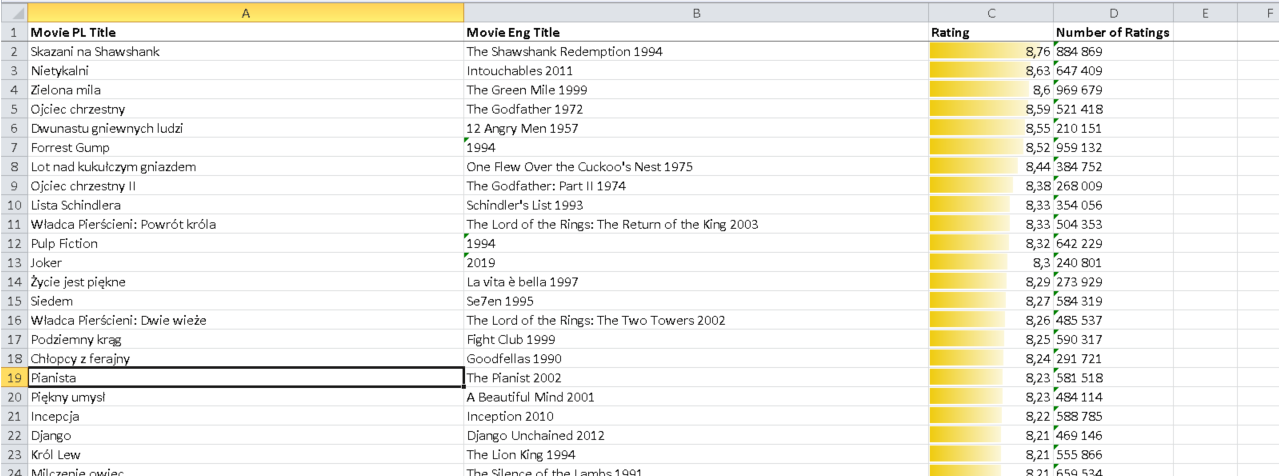 A B C D E F
1 Movie PL Title Movie Eng Title Rating Number of Ratings
2 Skazani na Shawshank The Shawshank Redemption 1994 8,76 884 869
3 Nietykalni Intouchables 2011 8,63 647 409
4 Zielona mila The Green Mile 1999 8,6 969 679
5 Ojciec chrzestny The Godfather 1972 8,59 521 418
6 Dwunastu gniewnych ludzi 12 Angry Men 1957 8,55 210 151
7 Forrest Gump 1994 8,52 959 132
8 Lot nad kukułczym gniazdem One Flew Over the Cuckoo's Nest 1975 8,44 384 752
9 Ojciec chrzestny II The Godfather: Part II 1974 8,38 268 009
10 Lista Schindlera Schindler's List 1993 8,33 354 056
11 Władca Pierścieni: Powrót króla The Lord of the Rings: The Return of the King 2003 8,33 504 353
12 Pulp Fiction 1994 8,32 642 229
13 Joker 2019 8,3 240 801
14 Życie jest piękne La vita è bella 1997 8,29 273 929
15 Siedem Se7en 1995 8,27 584 319
16 Władca Pierścieni: Dwie wieże The Lord of the Rings: The Two Towers 2002 8,26 485 537
17 Podziemny krąg Fight Club 1999 8,25 590 317
18 Chłopcy z ferajny Goodfellas 1990 8,24 291 721
19 Pianista The Pianist 2002 8,23 581 518
20 Piękny umysł A Beautiful Mind 2001 8,23 484 114
21 Incepcja Inception 2010 8,22 588 785
22 Django Django Unchained 2012 8,21 469 146
23 Król Lew The Lion King 1994 8,21 555 866
24 Milczenie owiec The Silence of the Lambs 1991 8,21 659 534